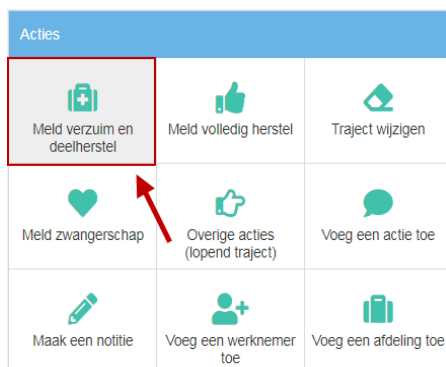 Acties
Meld verzuim en
deelherstel
Meld volledig herstel
Traject wijzigen
Meld zwangerschap
Overige acties
(lopend traject)
Voeg een actie toe
Maak een notitie
Voeg een werknemer
toe
Voeg een afdeling toe